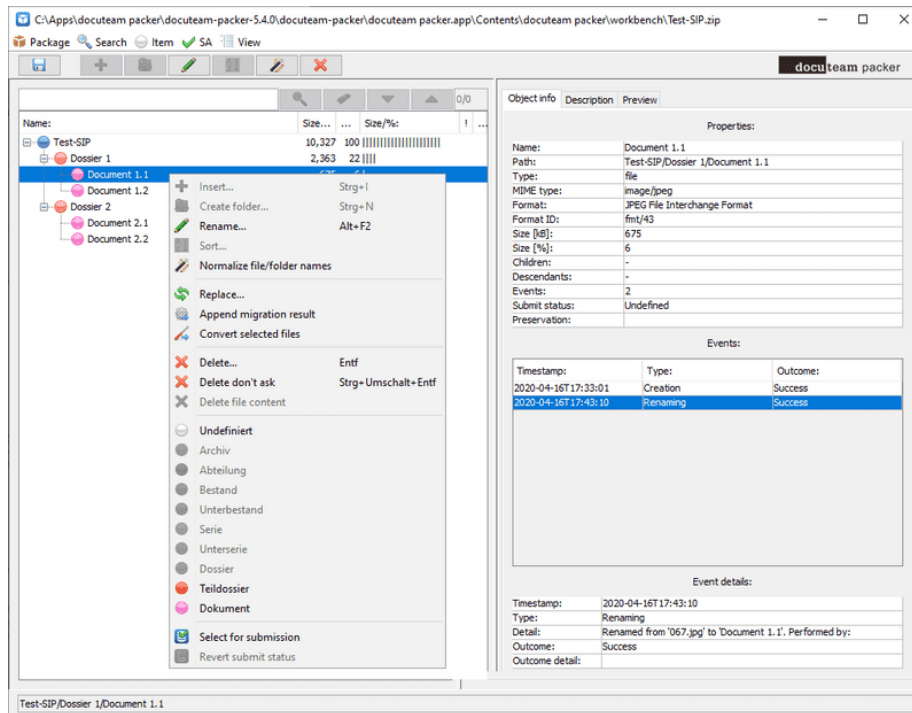 C:\Apps\docuteam packer\docuteam-packer-5.4.0\docuteam-packer\docuteam packer.app\Contents\docuteam packer\workbench\Test-SIP.zip
Package Search Item SA View
docuteam packer
0/0
Name: Size... ... Size/%: ! ...
Test-SIP 10,327 100
Dossier 1 2,363 22
Document 1.1
Document 1.2
Dossier 2
Document 2.1
Document 2.2
Insert... Strg+I
Create folder... Strg+N
Rename... Alt+F2
Sort...
Normalize file/folder names
Replace...
Append migration result
Convert selected files
Delete... Entf
Delete don't ask Strg+Umschalt+Entf
Delete file content
Undefiniert
Archiv
Abteilung
Bestand
Unterbestand
Serie
Unterserie
Dossier
Teildossier
Dokument
Select for submission
Revert submit status
Object info Description Preview
Properties:
Name: Document 1.1
Path: Test-SIP/Dossier 1/Document 1.1
Type: file
MIME type: image/jpeg
Format: JPEG File Interchange Format
Format ID: fmt/43
Size [kB]: 675
Size [%]: 6
Children: -
Descendants: -
Events: 2
Submit status: Undefined
Preservation:
Events:
Timestamp: Type: Outcome:
2020-04-16T17:33:01 Creation Success
2020-04-16T17:43:10 Renaming Success
Event details:
Timestamp: 2020-04-16T17:43:10
Type: Renaming
Detail: Renamed from '067.jpg' to 'Document 1.1'. Performed by:
Outcome: Success
Outcome detail:
Test-SIP/Dossier 1/Document 1.1